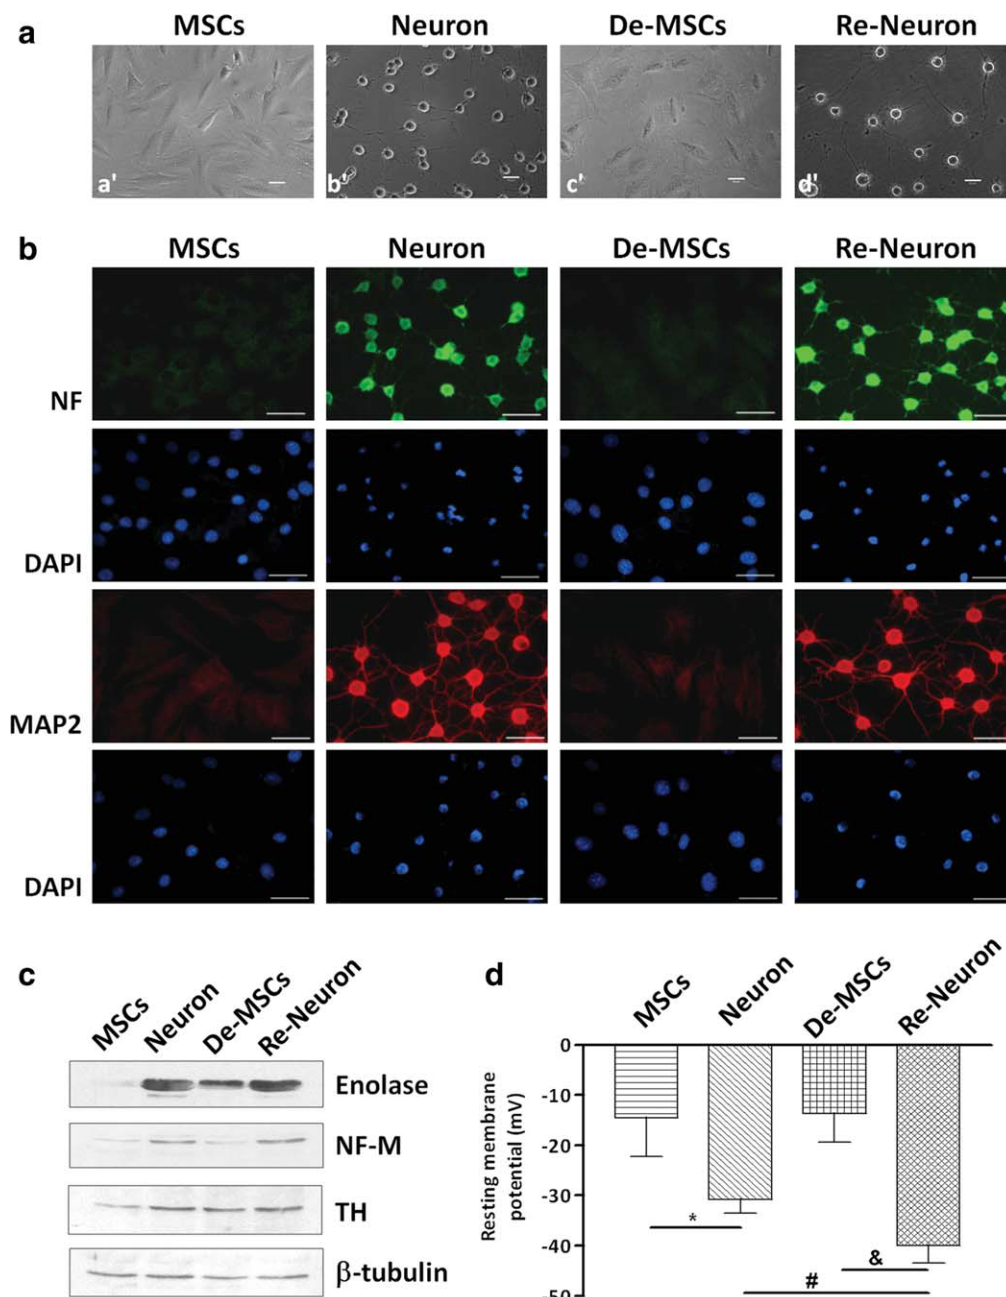 a
MSCs Neuron De-MSCs Re-Neuron
a' b' c' d'
b
MSCs Neuron De-MSCs Re-Neuron
NF
DAPI
MAP2
DAPI
c
MSCs Neuron De-MSCs Re-Neuron
Enolase
NF-M
TH
β-tubulin
d
MSCs Neuron De-MSCs Re-Neuron
Resting membrane
potential (mV)
0
-10
-20
-30
-40
-50
*
&
#